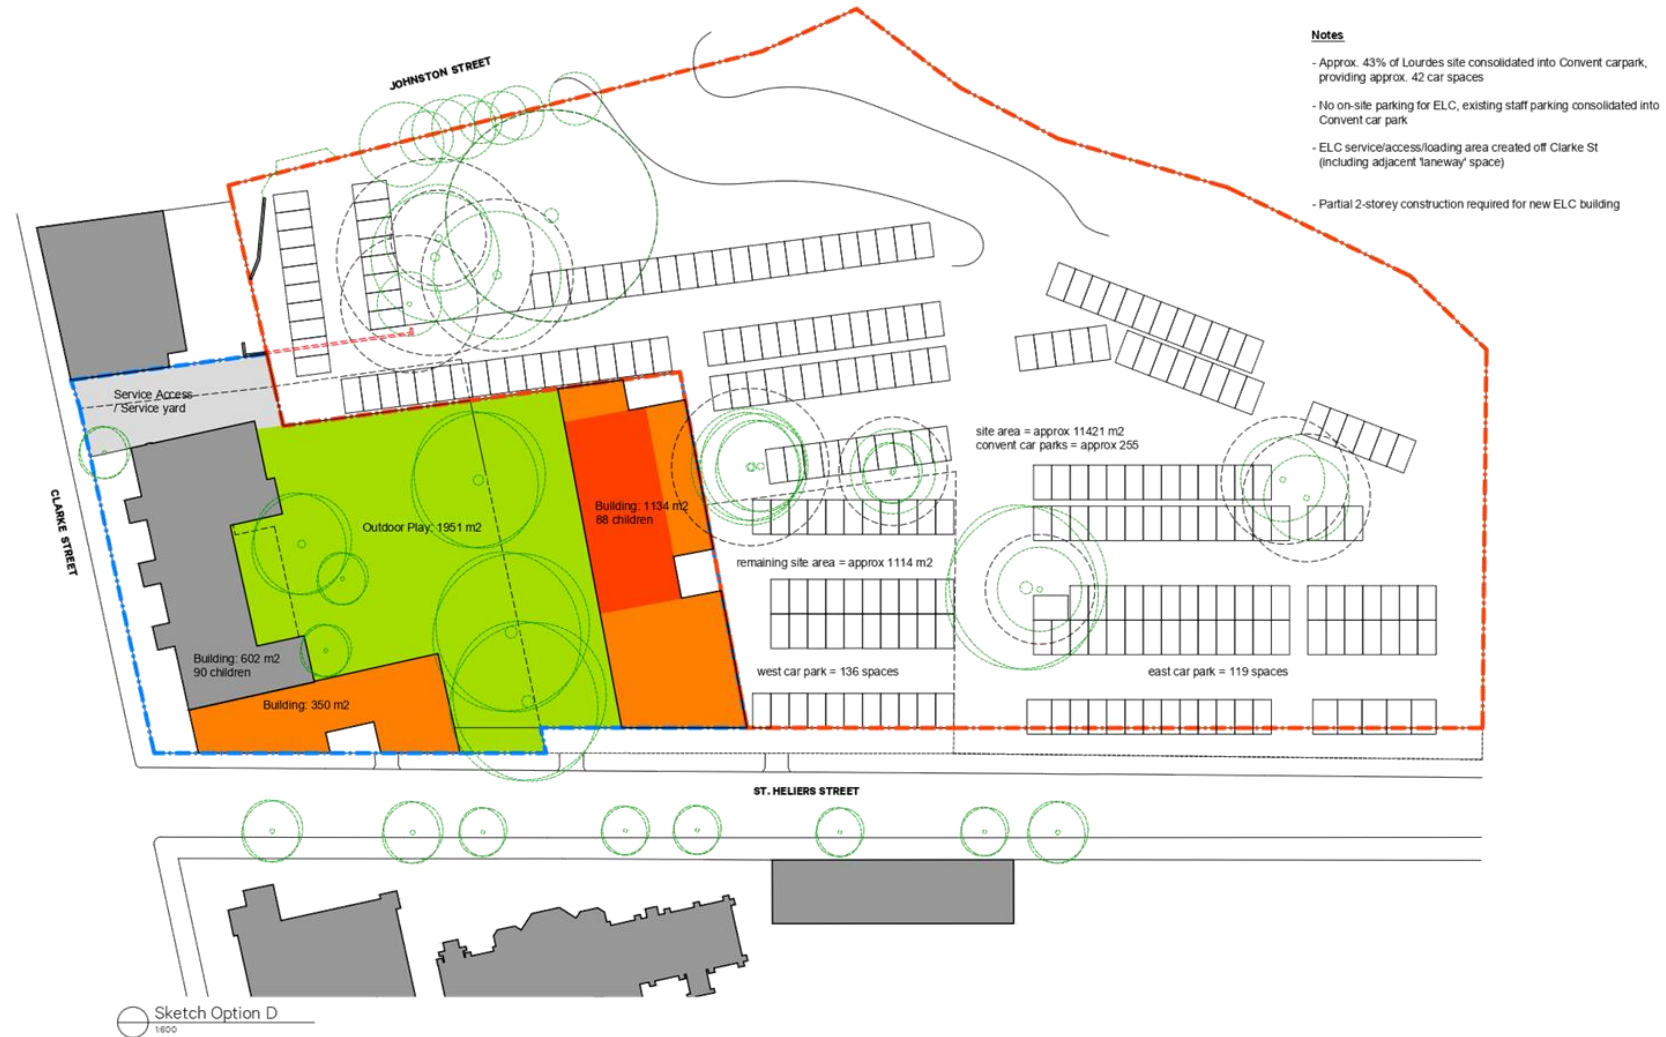 JOHNSTON STREET
Notes
- Approx. 43% of Lourdes site consolidated into Convent carpark,
providing approx. 42 car spaces
- No on-site parking for ELC, existing staff parking consolidated into
Convent car park
- ELC service/access/loading area created off Clarke St
(including adjacent 'laneway' space)
- Partial 2-storey construction required for new ELC building
Service Access
/ Service yard
site area = approx 11421 m2
convent car parks = approx 255
CLARKE STREET
Outdoor Play: 1951 m2
Building: 1134 m2
88 children
remaining site area = approx 1114 m2
Building: 602 m2
90 children
west car park = 136 spaces
east car park = 119 spaces
Building: 350 m2
ST. HELIERS STREET
Sketch Option D
1:600